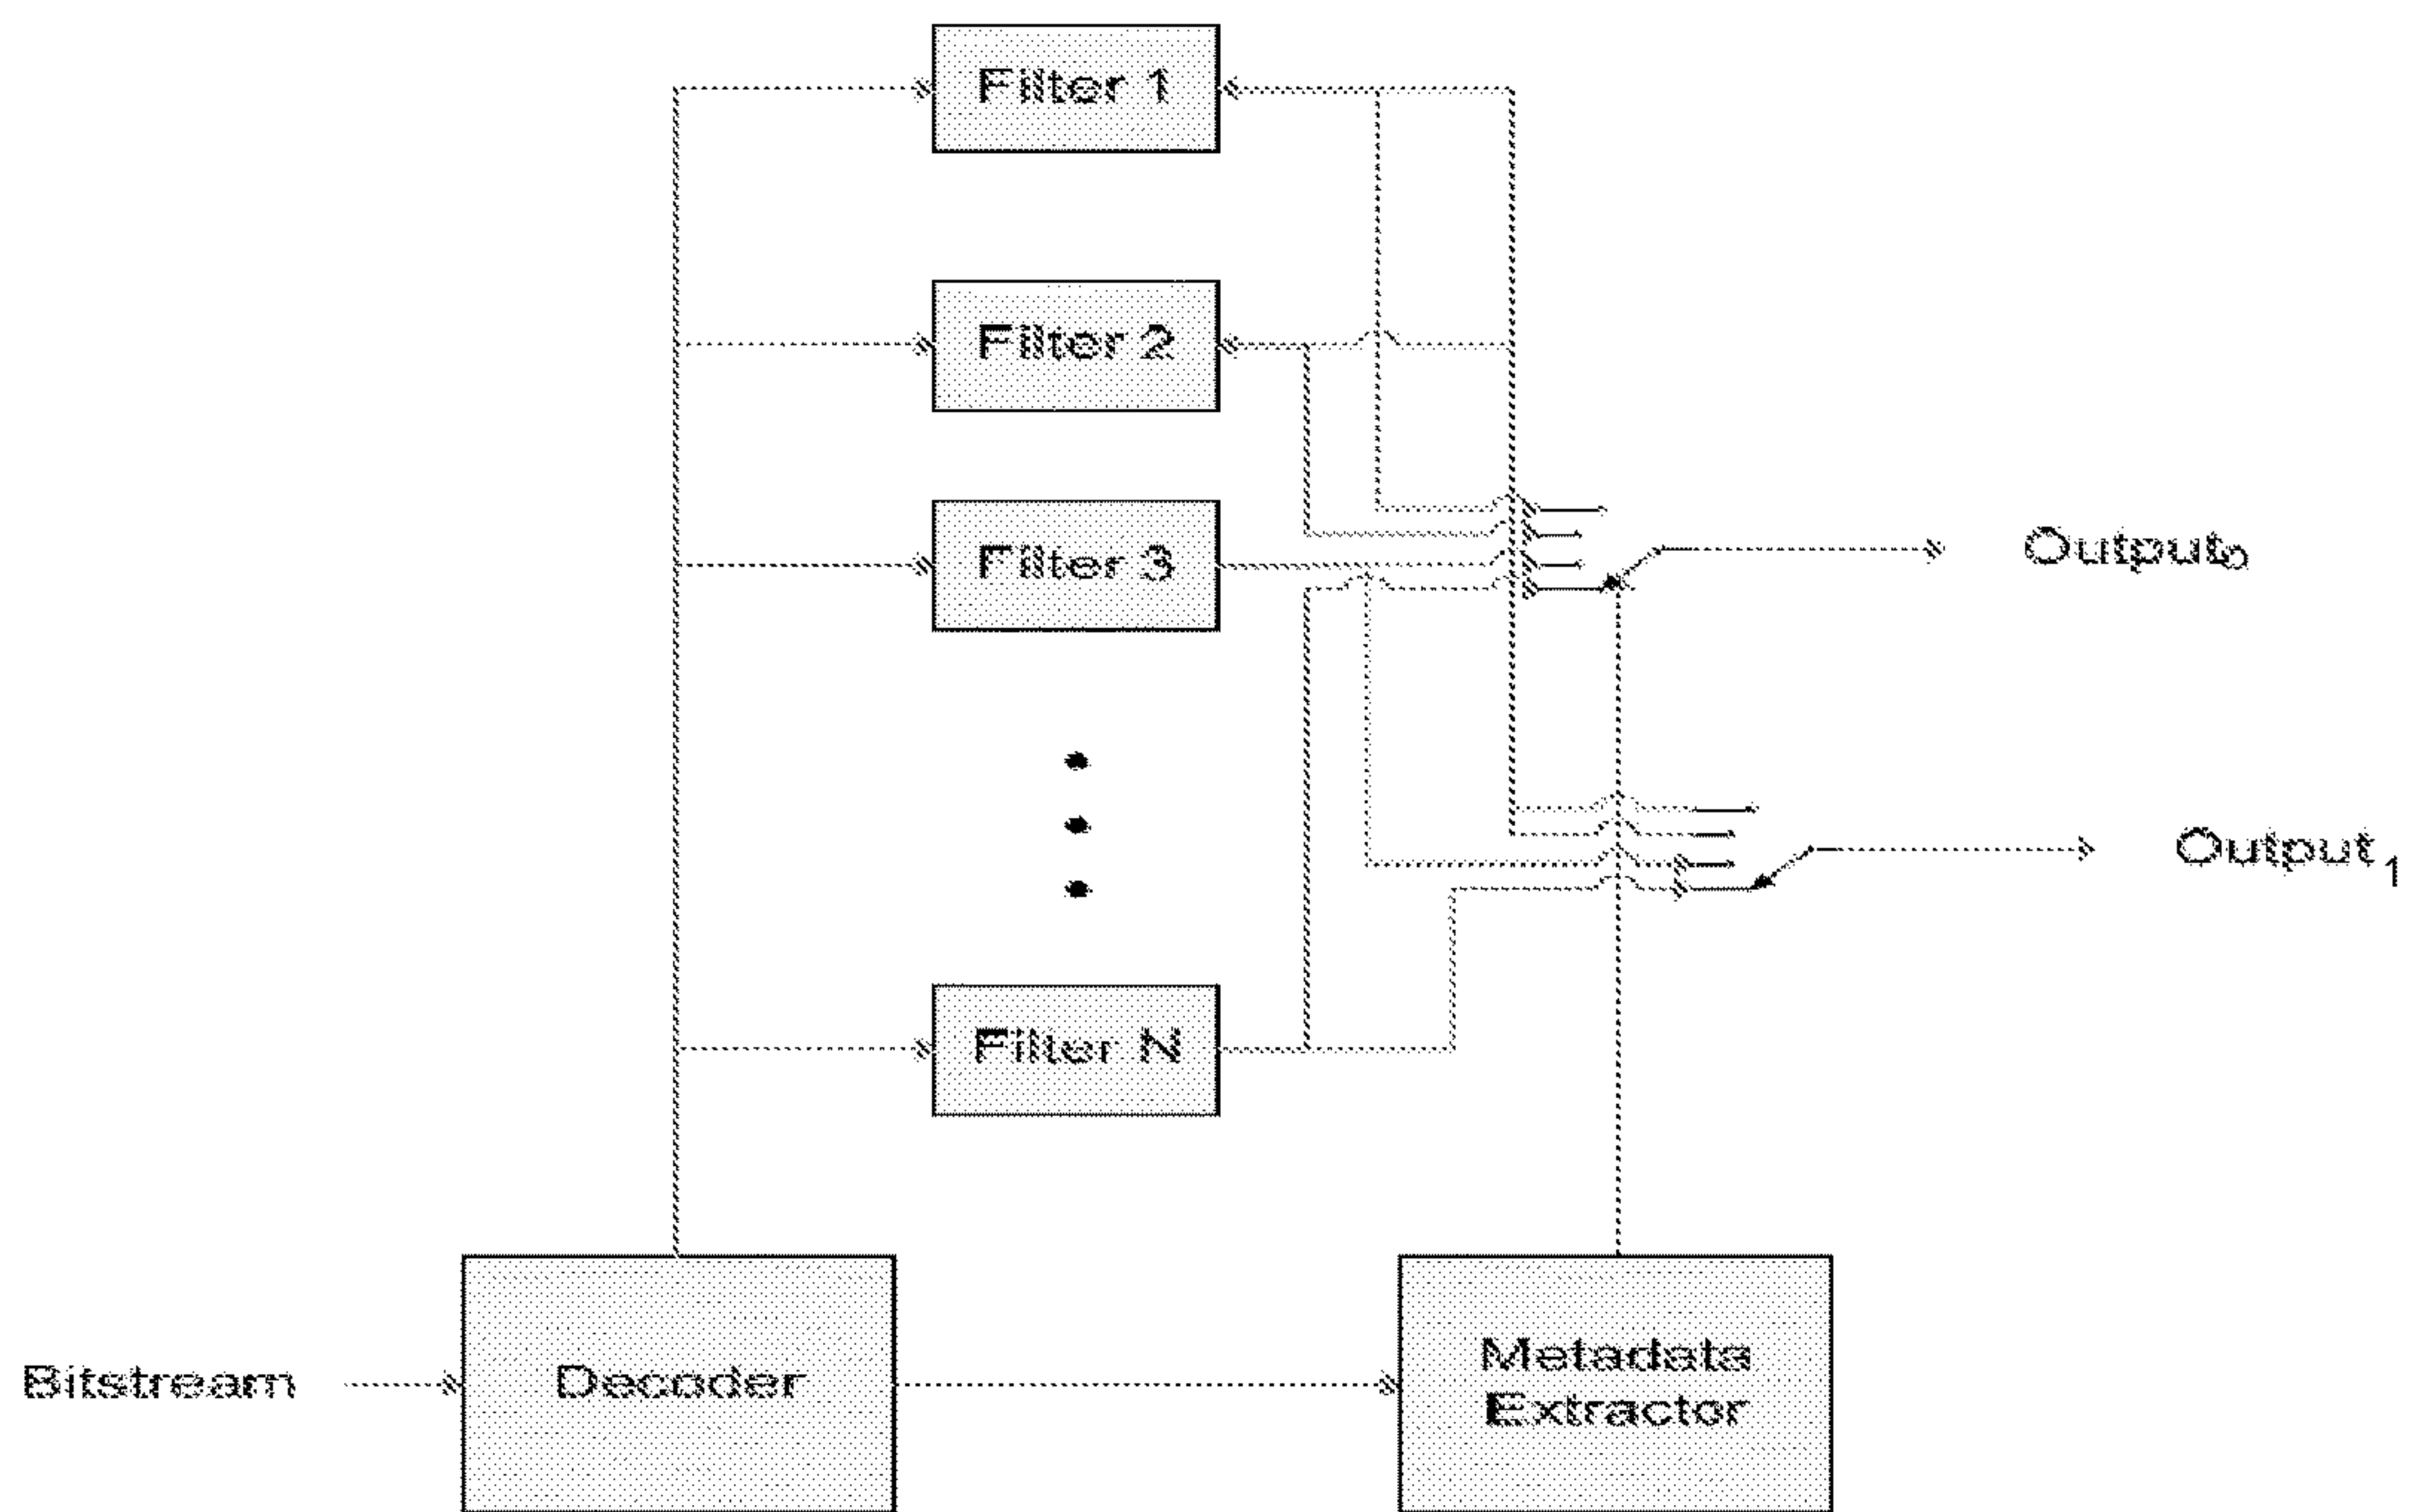 Filter 1
Filter 2
Filter 3
Output0
Output1
Filter N
Bitstream
Decoder
Metadata
Extractor